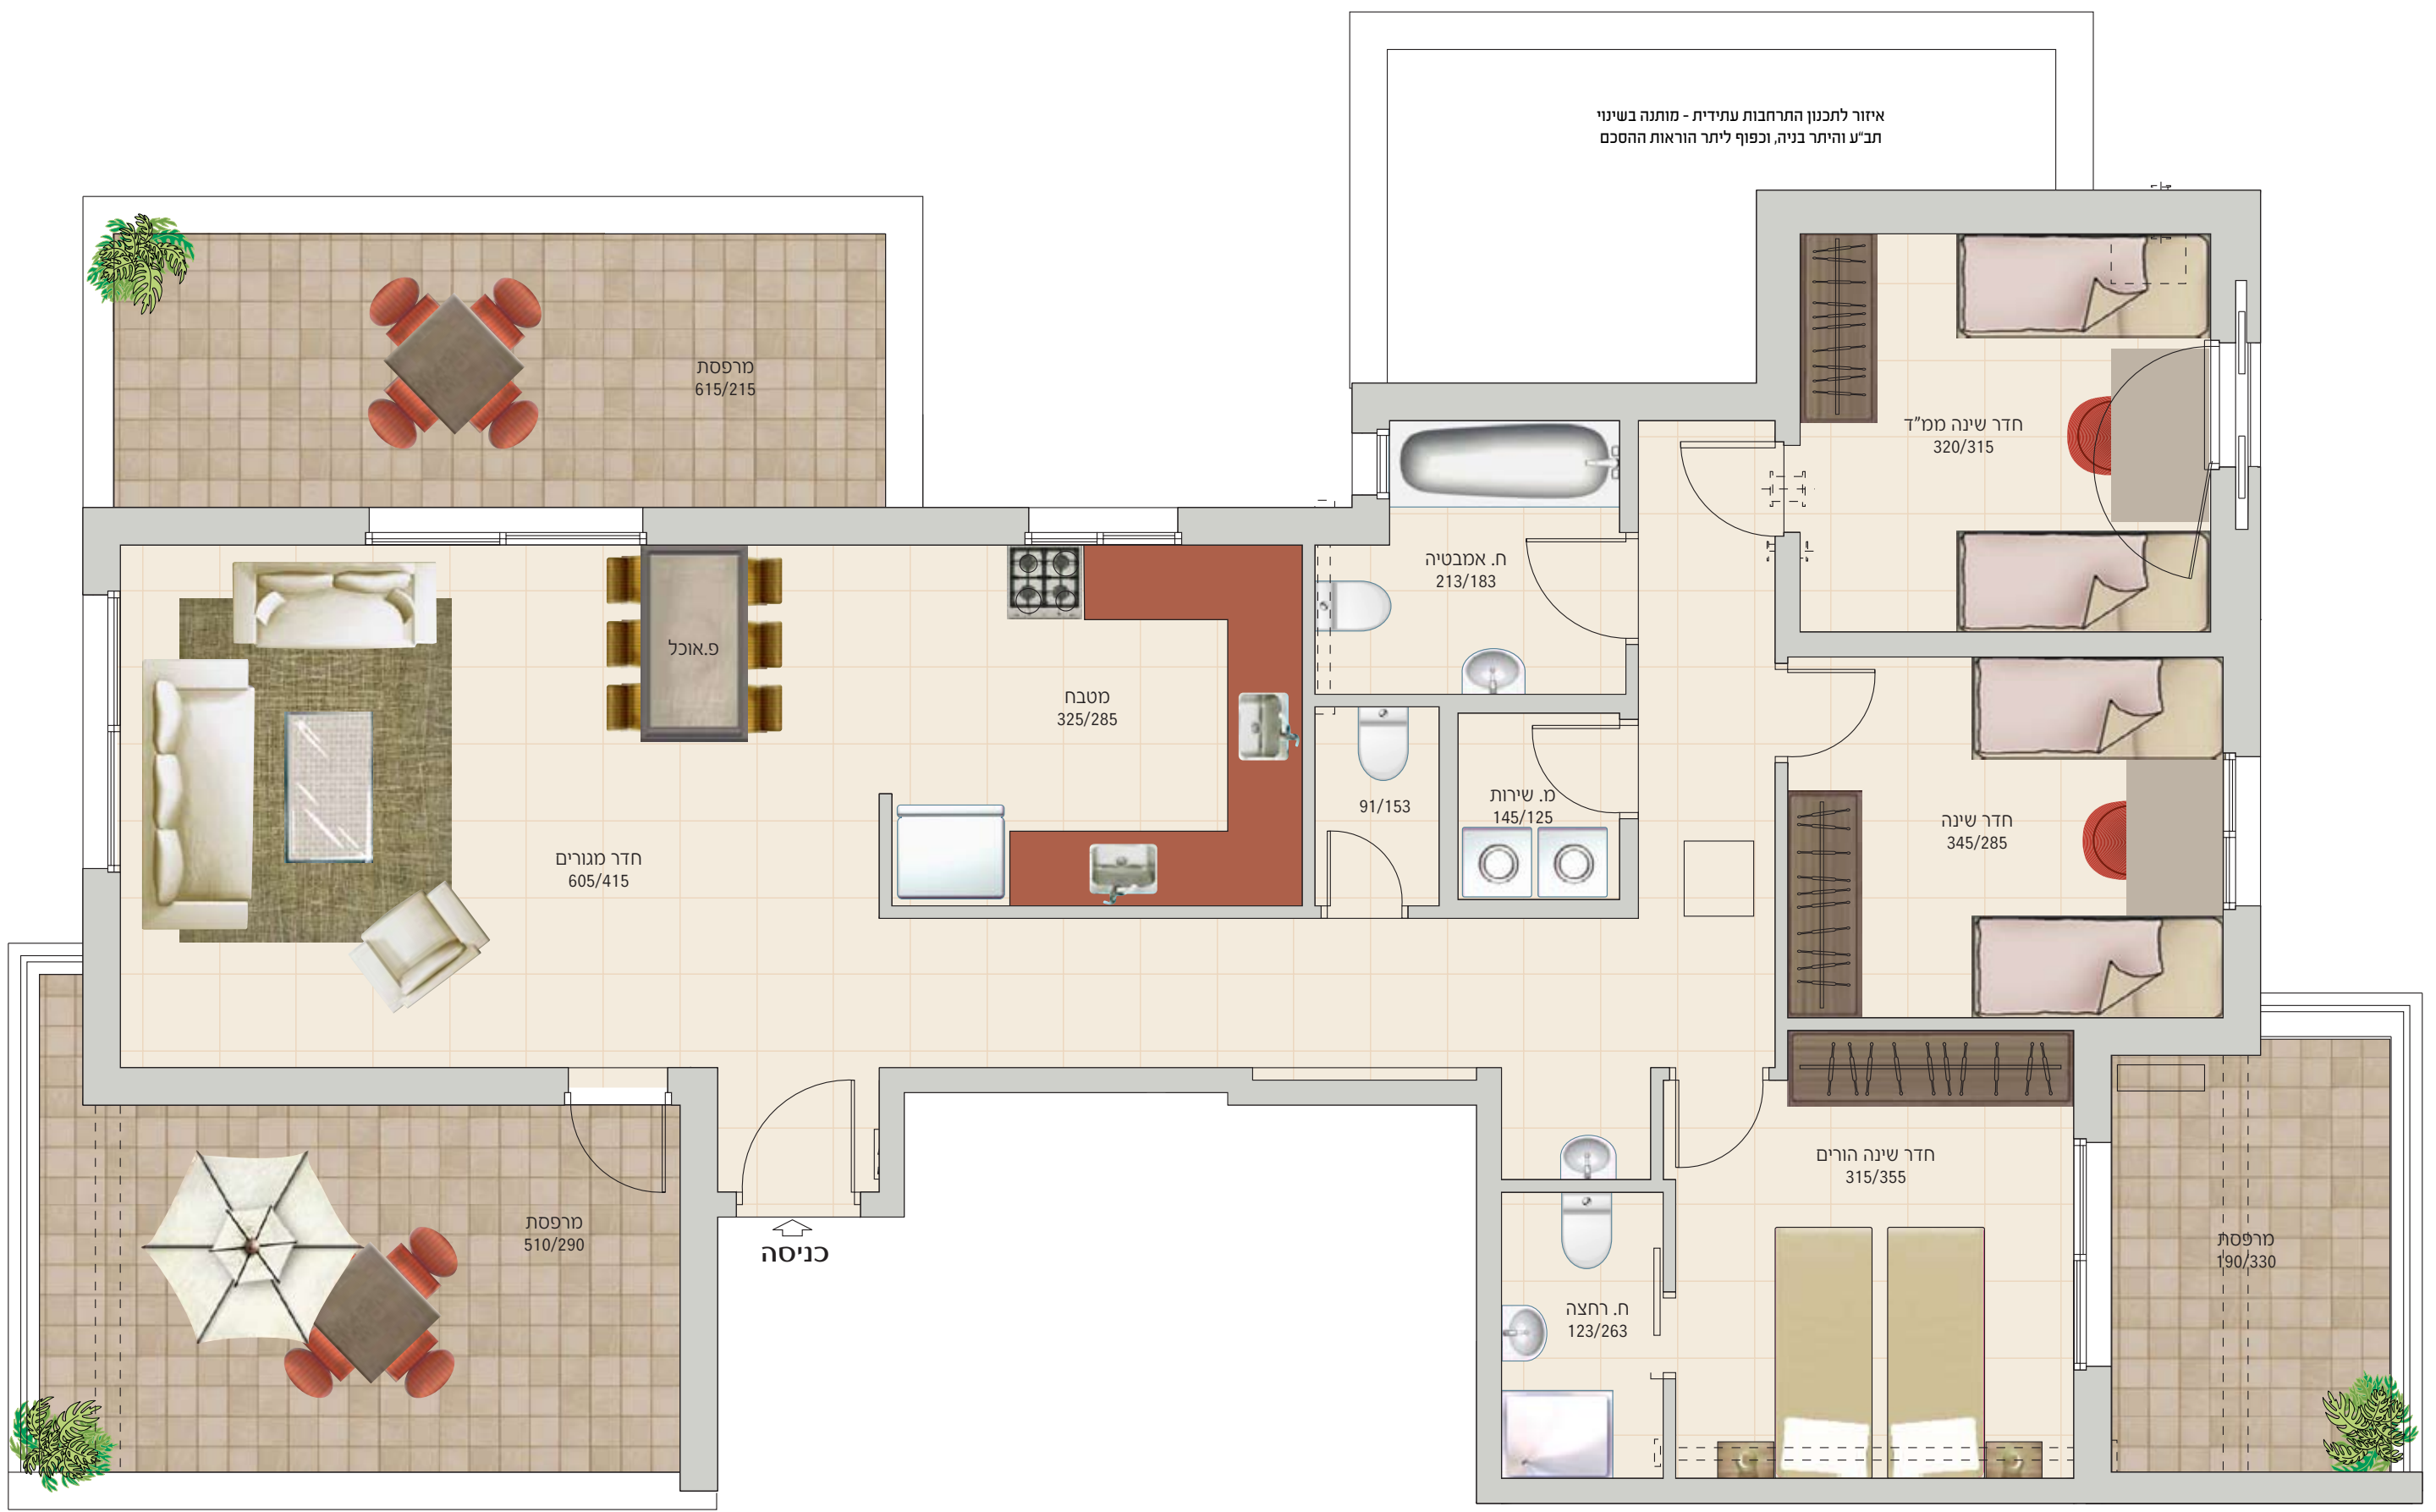 איזור לתכנון התרחבות עתידית - מותנה בשינוי
תב"ע והיתר בניה, וכפוף ליתר הוראות ההסכם
מרפסת
615/215
חדר שינה ממ"ד
320/315
ח. אמבטיה
213/183
פ.אוכל
מטבח
325/285
91/153
מ. שירות
145/125
חדר שינה
345/285
חדר מגורים
605/415
חדר שינה הורים
315/355
מרפסת
510/290
כניסה
מרפסת
190/330
ח. רחצה
123/263